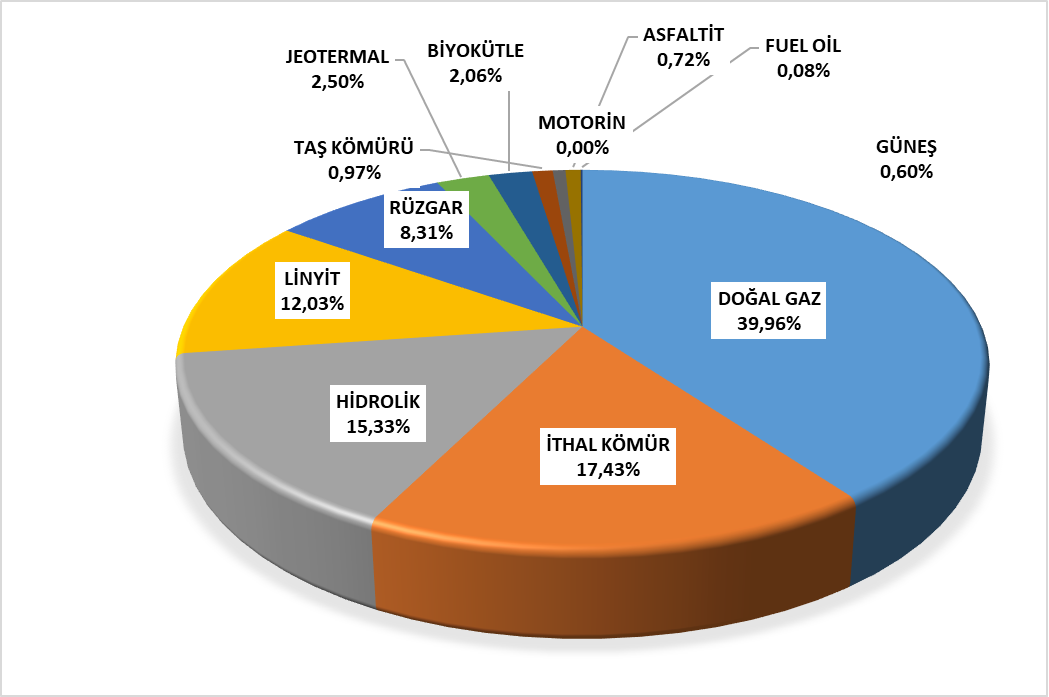 JEOTERMAL
2,50%
BİYOKÜTLE
2,06%
ASFALTİT
0,72%
FUEL OİL
0,08%
TAŞ KÖMÜRÜ
0,97%
MOTORİN
0,00%
GÜNEŞ
0,60%
RÜZGAR
8,31%
LİNYİT
12,03%
DOĞAL GAZ
39,96%
HİDROLİK
15,33%
İTHAL KÖMÜR
17,43%